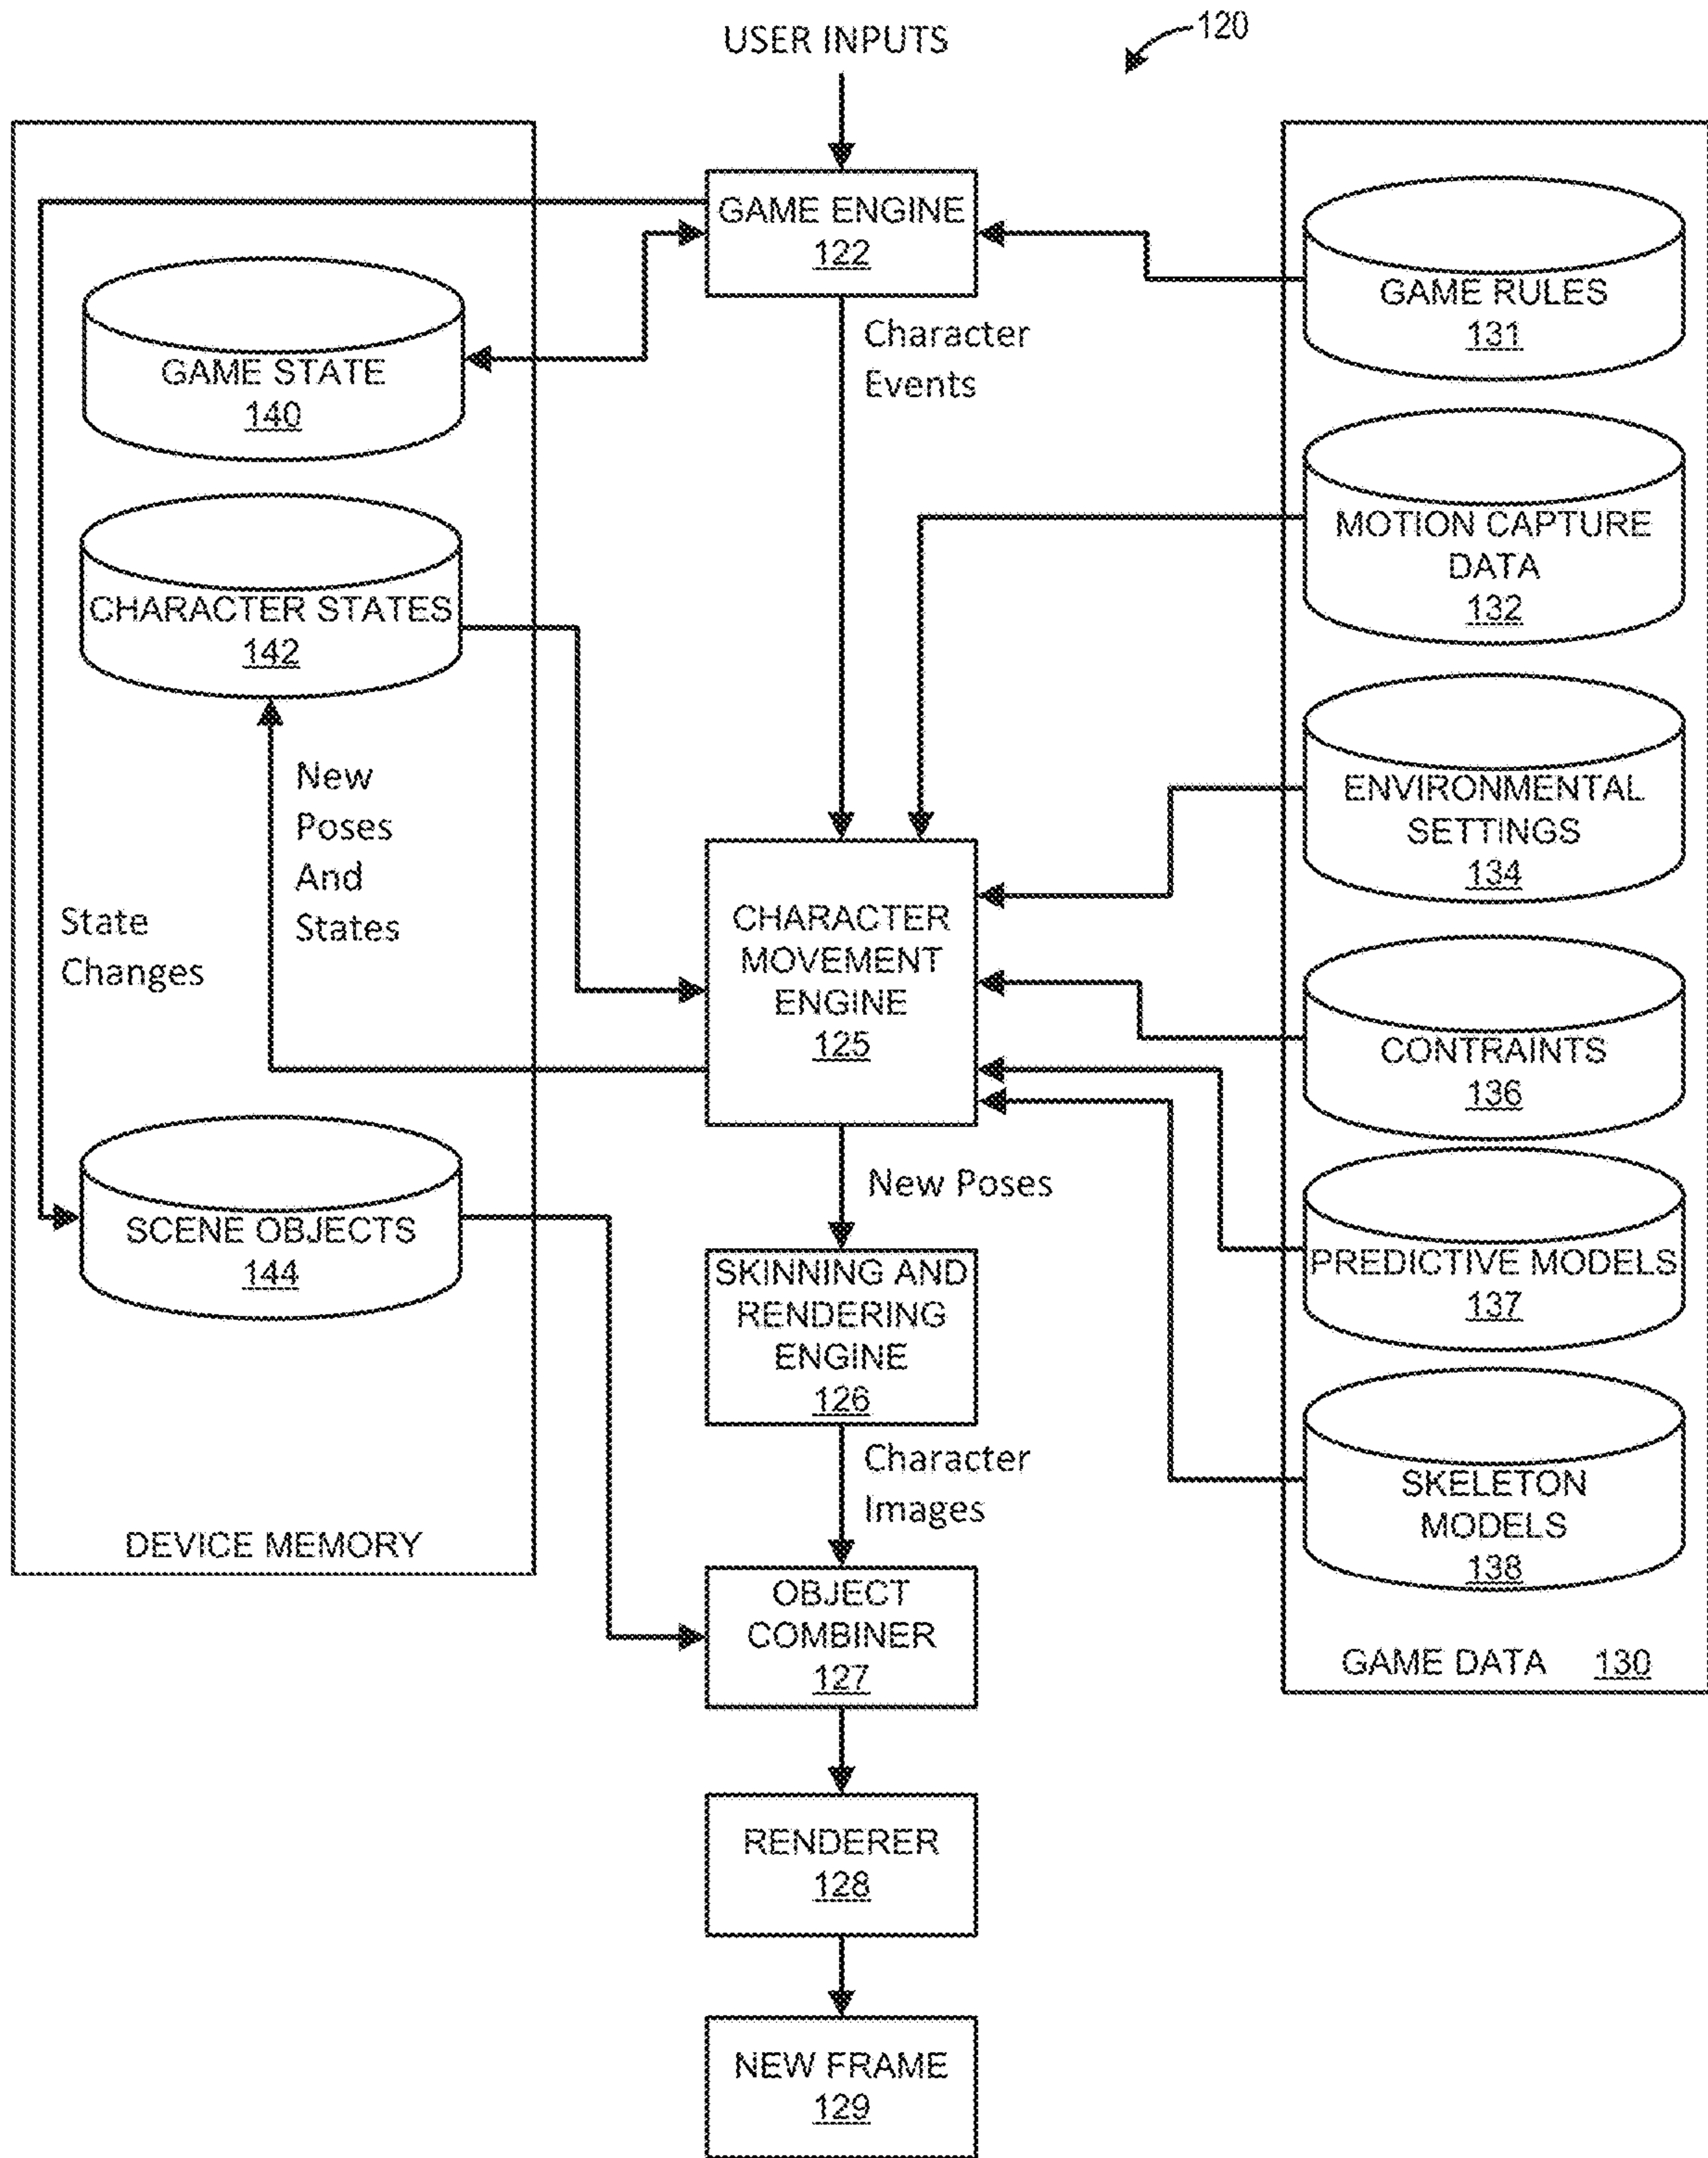 USER INPUTS
120
GAME ENGINE
122
Character
Events
GAME STATE
140
CHARACTER STATES
142
New
Poses
And
States
State
Changes
SCENE OBJECTS
144
DEVICE MEMORY
CHARACTER
MOVEMENT
ENGINE
125
New Poses
SKINNING AND
RENDERING
ENGINE
126
Character
Images
OBJECT
COMBINER
127
RENDERER
128
NEW FRAME
129
GAME RULES
131
MOTION CAPTURE
DATA
132
ENVIRONMENTAL
SETTINGS
134
CONTRAINTS
136
PREDICTIVE MODELS
137
SKELETON
MODELS
138
GAME DATA 130